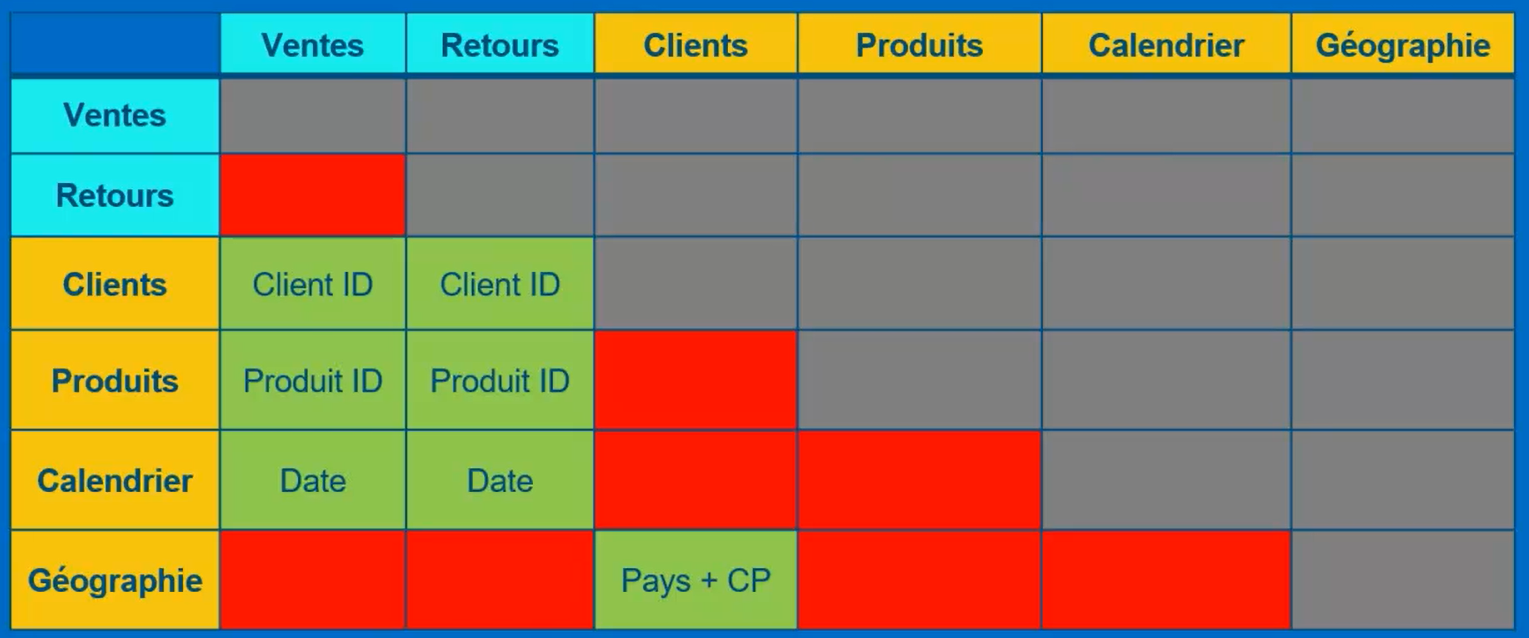 Ventes Retours Clients Produits Calendrier Géographie
Ventes
Retours
Clients Client ID Client ID
Produits Produit ID Produit ID
Calendrier Date Date
Géographie Pays + CP